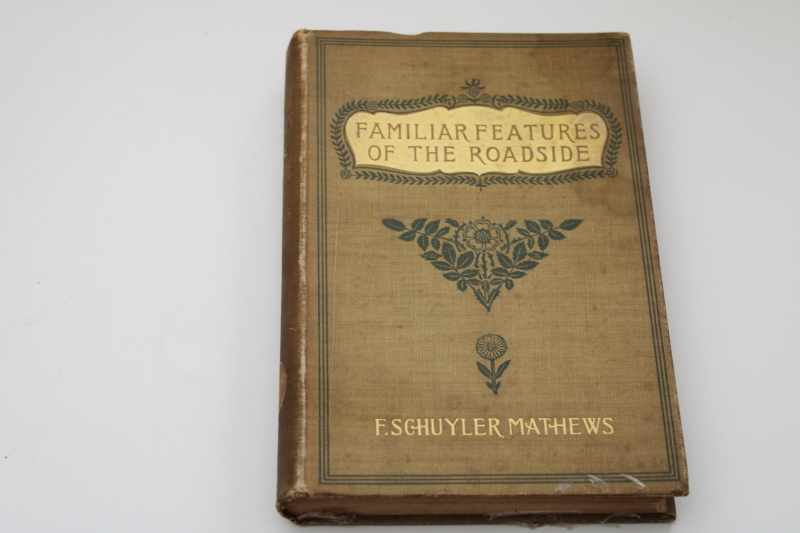 FAMILIAR FEATURES
OF THE ROADSIDE
F. SCHUYLER MATHEWS